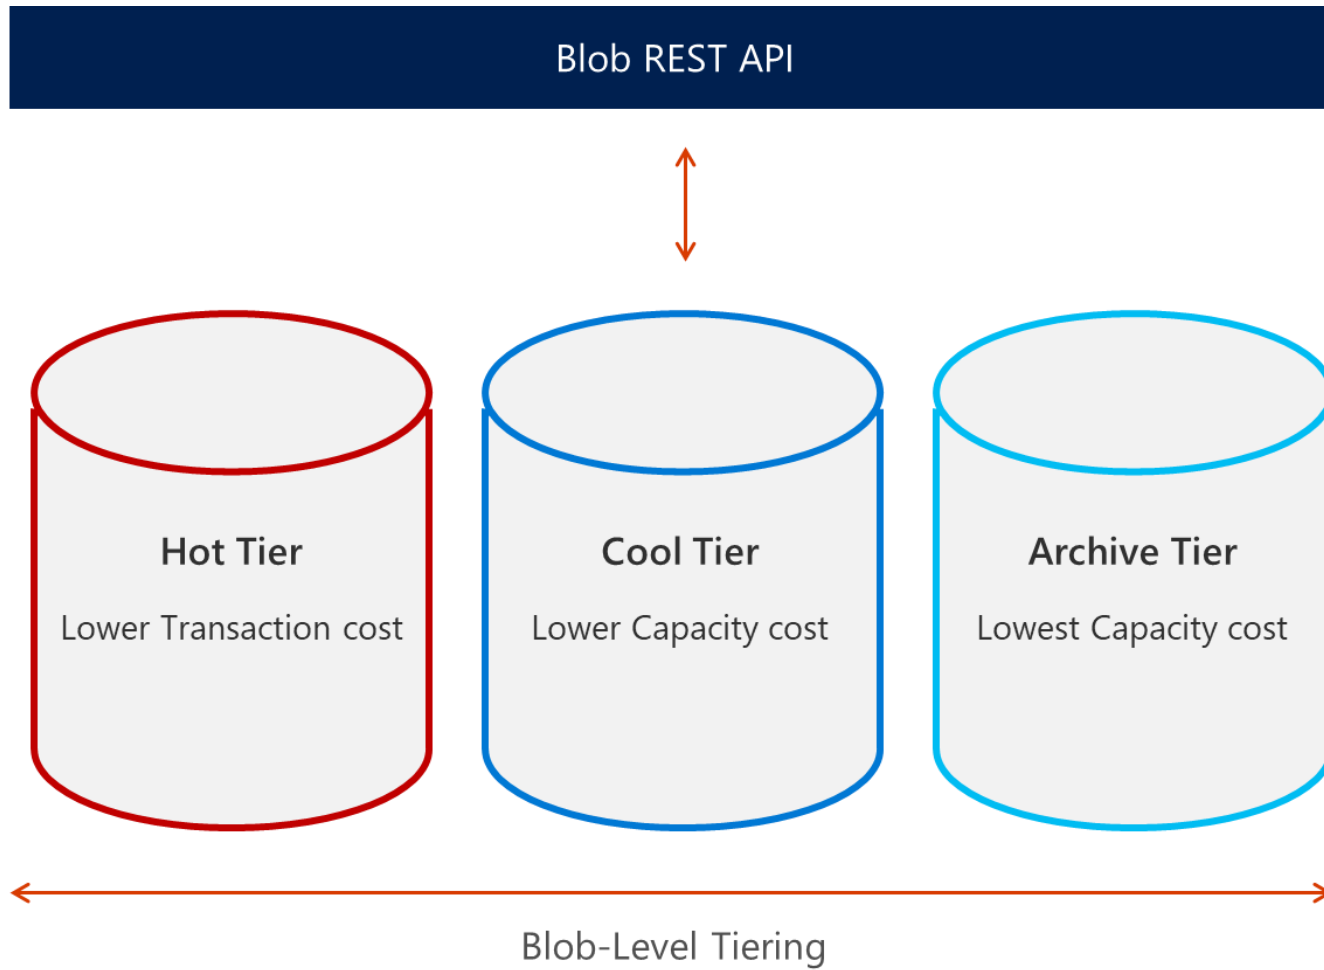 Blob REST API
Hot Tier
Lower Transaction cost
Cool Tier
Lower Capacity cost
Archive Tier
Lowest Capacity cost
Blob-Level Tiering